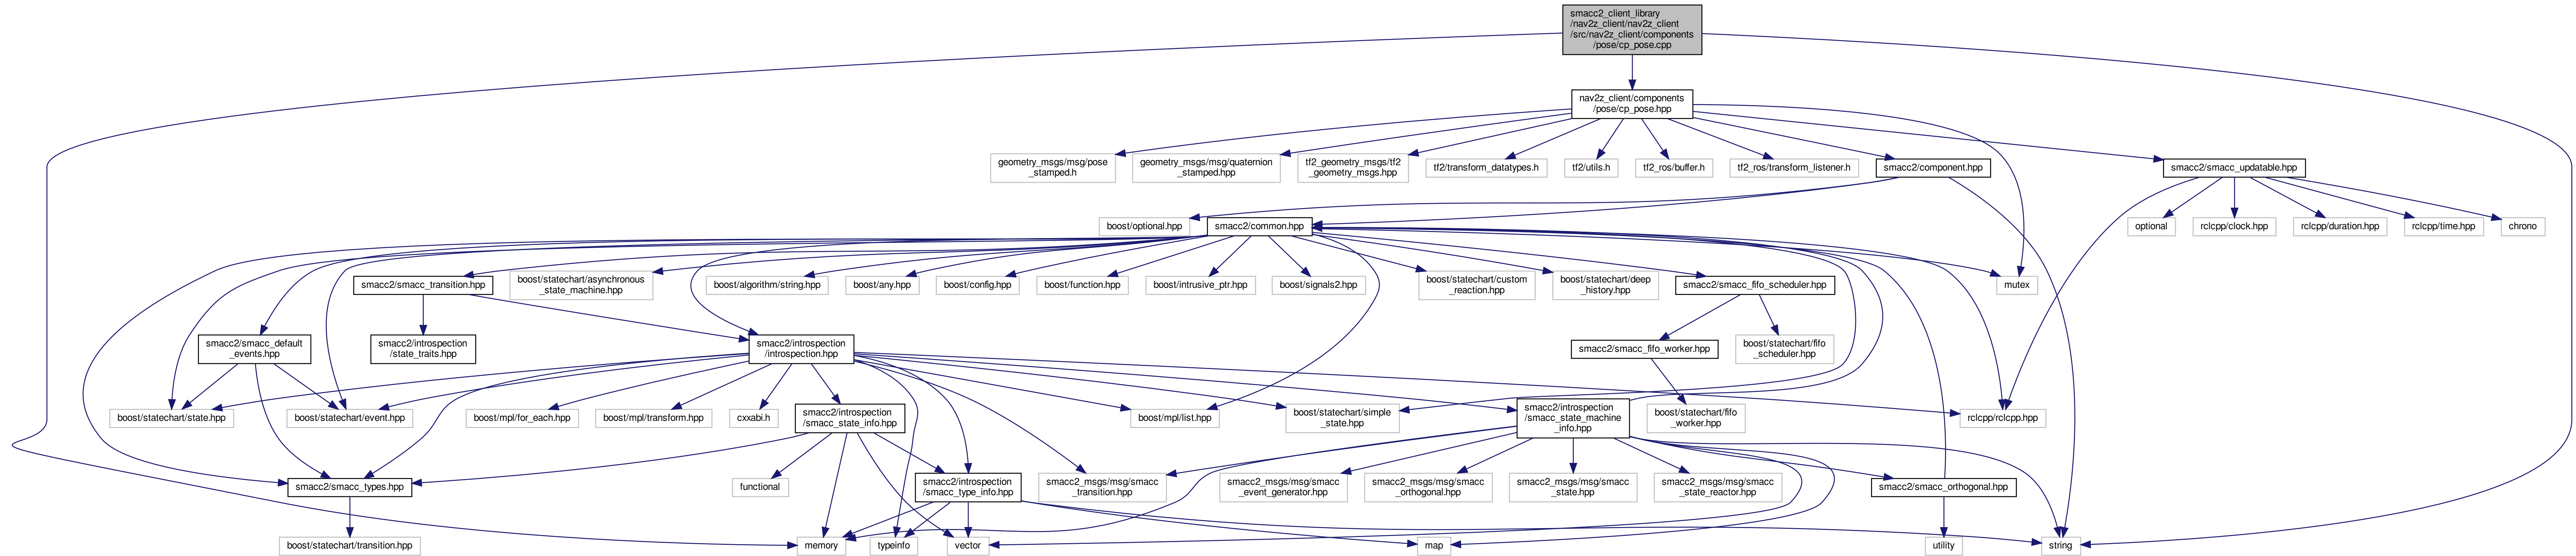 smacc2_client_library
/nav2z_client/nav2z_client
/src/nav2z_client/components
/pose/cp_pose.cpp
nav2z_client/components
/pose/cp_pose.hpp
geometry_msgs/msg/pose
_stamped.h
geometry_msgs/msg/quaternion
_stamped.hpp
tf2_geometry_msgs/tf2
_geometry_msgs.hpp
tf2/transform_datatypes.h
tf2/utils.h
tf2_ros/buffer.h
tf2_ros/transform_listener.h
smacc2/component.hpp
smacc2/smacc_updatable.hpp
boost/optional.hpp
smacc2/common.hpp
optional
rclcpp/clock.hpp
rclcpp/duration.hpp
rclcpp/time.hpp
chrono
smacc2/smacc_transition.hpp
boost/statechart/asynchronous
_state_machine.hpp
boost/algorithm/string.hpp
boost/any.hpp
boost/config.hpp
boost/function.hpp
boost/intrusive_ptr.hpp
boost/signals2.hpp
boost/statechart/custom
_reaction.hpp
boost/statechart/deep
_history.hpp
smacc2/smacc_fifo_scheduler.hpp
mutex
smacc2/smacc_default
_events.hpp
smacc2/introspection
/state_traits.hpp
smacc2/introspection
/introspection.hpp
smacc2/smacc_fifo_worker.hpp
boost/statechart/fifo
_scheduler.hpp
boost/statechart/state.hpp
boost/statechart/event.hpp
boost/mpl/for_each.hpp
boost/mpl/transform.hpp
cxxabi.h
smacc2/introspection
/smacc_state_info.hpp
boost/mpl/list.hpp
boost/statechart/simple
_state.hpp
smacc2/introspection
/smacc_state_machine
_info.hpp
boost/statechart/fifo
_worker.hpp
rclcpp/rclcpp.hpp
smacc2/smacc_types.hpp
functional
smacc2/introspection
/smacc_type_info.hpp
smacc2_msgs/msg/smacc
_transition.hpp
smacc2_msgs/msg/smacc
_event_generator.hpp
smacc2_msgs/msg/smacc
_orthogonal.hpp
smacc2_msgs/msg/smacc
_state.hpp
smacc2_msgs/msg/smacc
_state_reactor.hpp
smacc2/smacc_orthogonal.hpp
boost/statechart/transition.hpp
memory
typeinfo
vector
map
utility
string